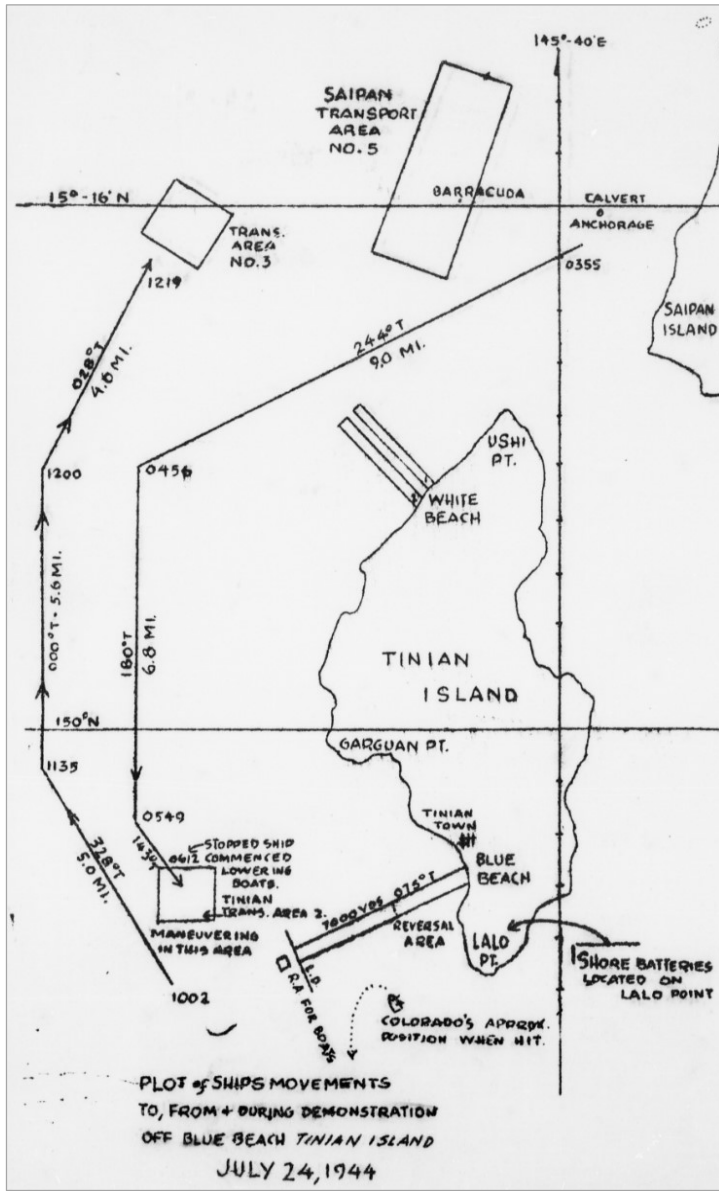 145°-40'E
SAIPAN
TRANSPORT
AREA
NO.5
15°-16'N
BARRACUDA
CALVERT
ANCHORAGE
TRANS.
AREA
NO.3
1219
0355
SAIPAN
ISLAND
244°T
9.0 MI.
028°T
4.6 MI.
1200
0456
USHI
PT.
WHITE
BEACH
000°T - 5.6 MI.
180°T
6.8 MI.
TINIAN
ISLAND
150°N
GARGUAN PT.
1135
0549
TINIAN
TOWN
328°T
5.0 MI.
143°T
0612
STOPPED SHIP
COMMENCED
LOWERING
BOATS.
BLUE
BEACH
TINIAN
TRANS. AREA 2.
7000 YDS 075°T
REVERSAL
AREA
MANEUVERING
IN THIS AREA
LALO
PT.
SHORE BATTERIES
LOCATED ON
LALO POINT
1002
L.D.
R.A FOR BOATS
COLORADO'S APPROX.
POSITION WHEN HIT.
PLOT of SHIPS MOVEMENTS
TO, FROM + DURING DEMONSTRATION
OFF BLUE BEACH TINIAN ISLAND
JULY 24, 1944